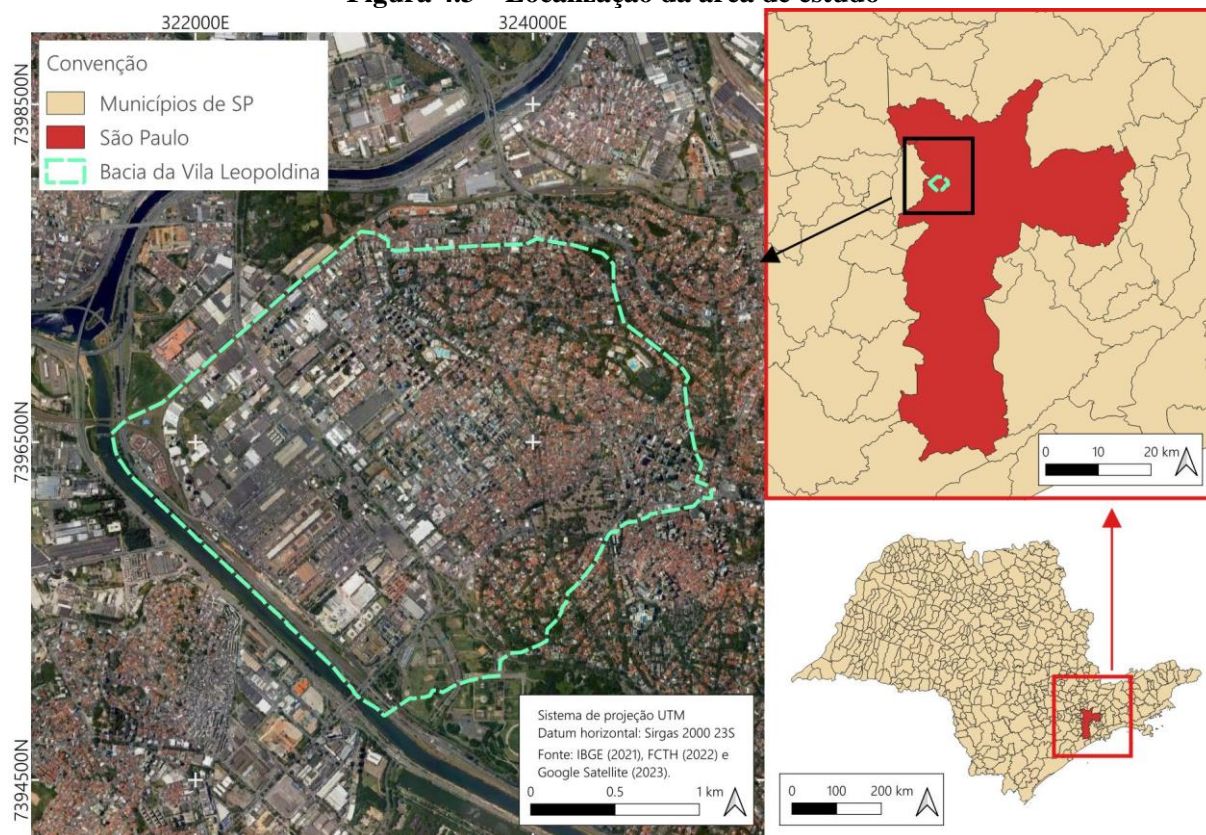 Figura 4.3 – Localização da área de estudo
322000E
324000E
Convenção
Municípios de SP
São Paulo
Bacia da Vila Leopoldina
7398500N
7396500N
7394500N
Sistema de projeção UTM
Datum horizontal: Sirgas 2000 23S
Fonte: IBGE (2021), FCTH (2022) e
Google Satellite (2023).
0 0.5 1 km
0 10 20 km
0 100 200 km